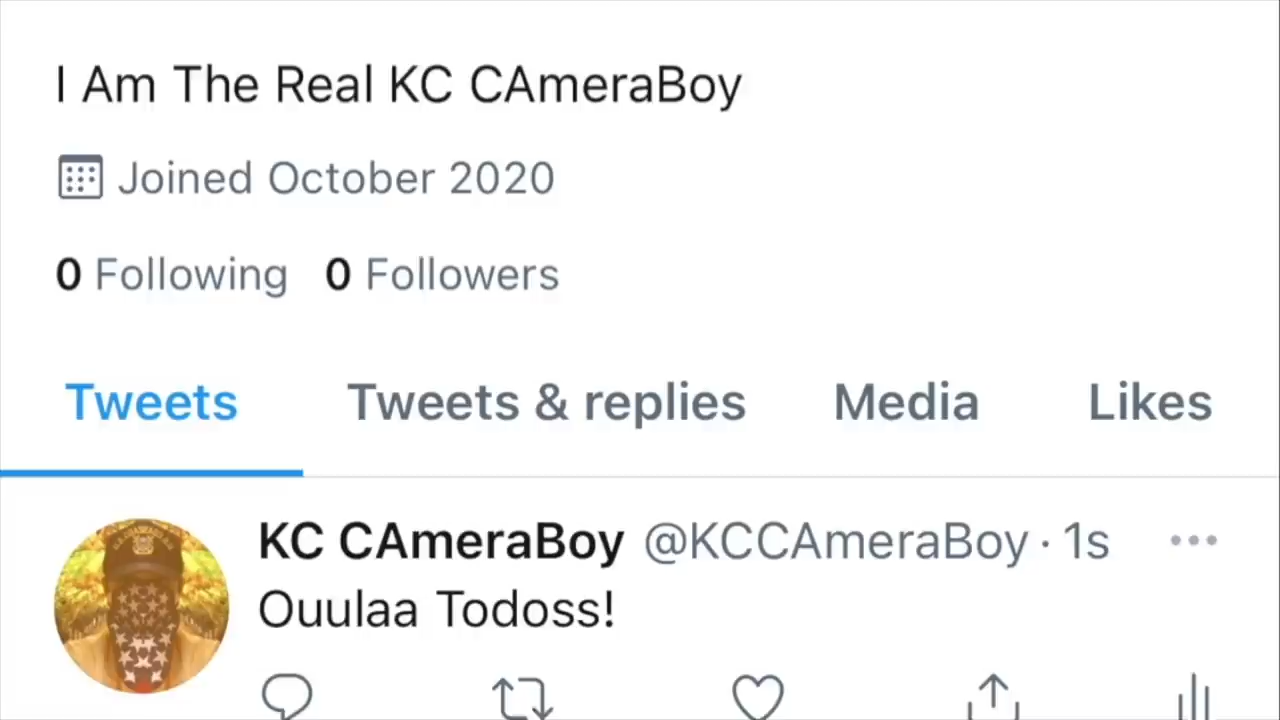 I Am The Real KC CAmeraBoy
Joined October 2020
0 Following 0 Followers
Tweets Tweets & replies Media Likes
KC CAmeraBoy @KCCAmeraBoy · 1s
Ouulaa Todoss!